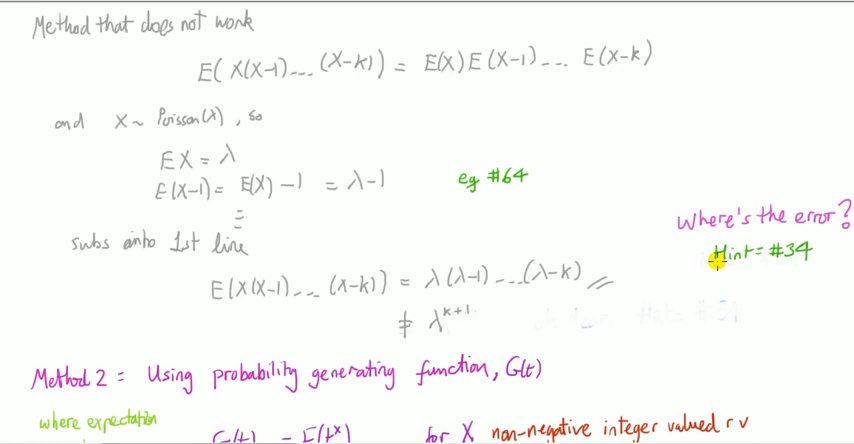 Method that does not work
E(X(X-1)...(X-k)) = E(X)E(X-1)... E(X-k)
and X ~ Poisson(λ), so
EX = λ
E(X-1) = E(X) - 1 = λ-1
eg #64
=
Where's the error?
subs into 1st line
Hint = #34
E(X(X-1)...(X-k)) = λ(λ-1)...(λ-k)
≠ λ^{k+1}
Method 2 = Using probability generating function, G(t)
where expectation
G(t) = E(t^X) for X non-negative integer valued r v